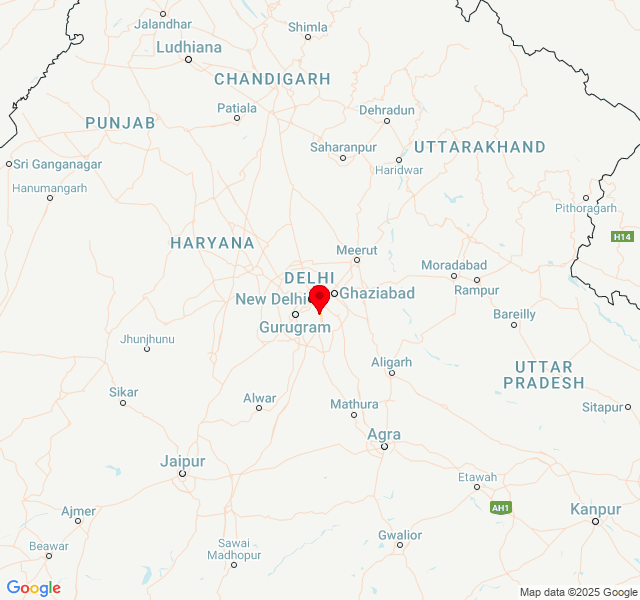 Jalandhar
Shimla
Ludhiana
CHANDIGARH
Patiala
Dehradun
PUNJAB
Saharanpur
UTTARAKHAND
Sri Ganganagar
Haridwar
Hanumangarh
Pithoragarh
HARYANA
H14
Meerut
DELHI
Moradabad
Rampur
New Delhi
Ghaziabad
Bareilly
Gurugram
Jhunjhunu
Aligarh
UTTAR
PRADESH
Sikar
Alwar
Mathura
Sitapur
Agra
Jaipur
Etawah
AH1
Kanpur
Ajmer
Gwalior
Sawai
Madhopur
Beawar
Google
Map data ©2025 Google